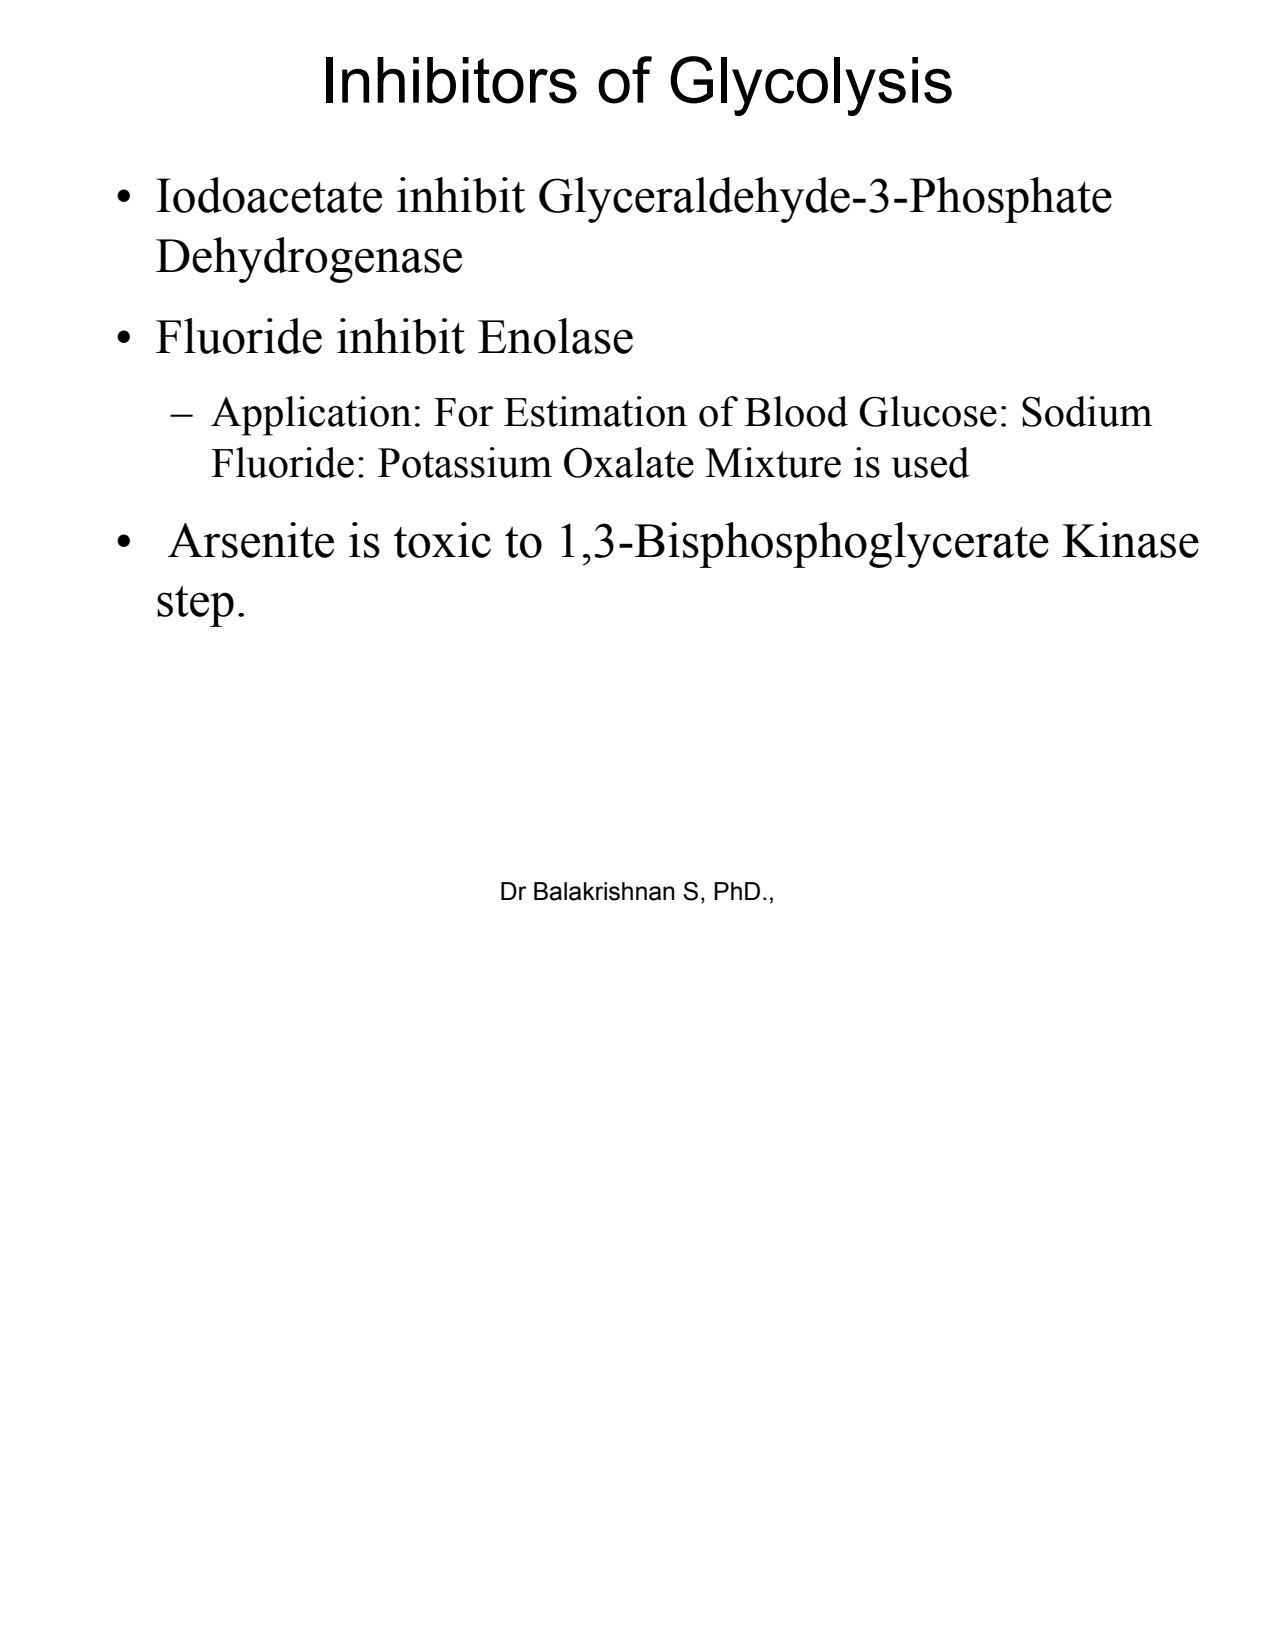 Inhibitors of Glycolysis
• Iodoacetate inhibit Glyceraldehyde-3-Phosphate
Dehydrogenase
• Fluoride inhibit Enolase
– Application: For Estimation of Blood Glucose: Sodium
Fluoride: Potassium Oxalate Mixture is used
• Arsenite is toxic to 1,3-Bisphosphoglycerate Kinase
step.
Dr Balakrishnan S, PhD.,